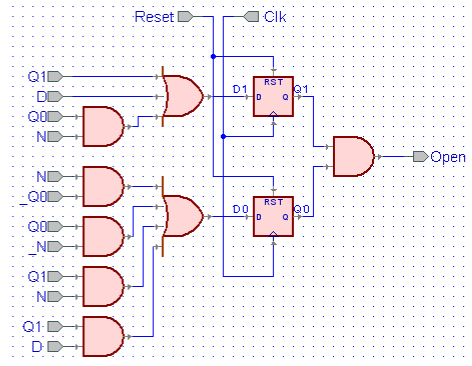 Reset Clk
Q1
D
Q0
N
D1 RST Q1
D Q
N
_Q0
Q0
_N
Q1
N
Q1
D
D0 RST Q0
D Q
Open